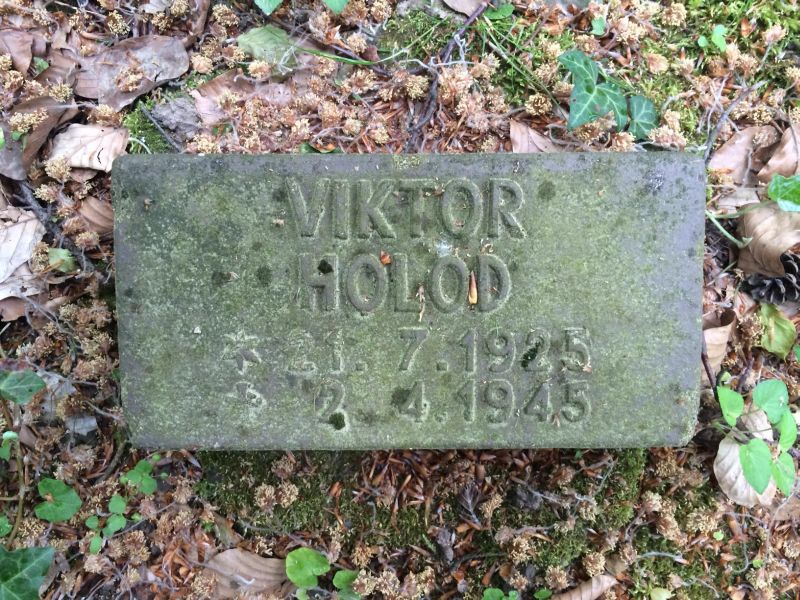 VIKTOR
HOLOD
* 21. 7.1925
✝ 2. 4.1945